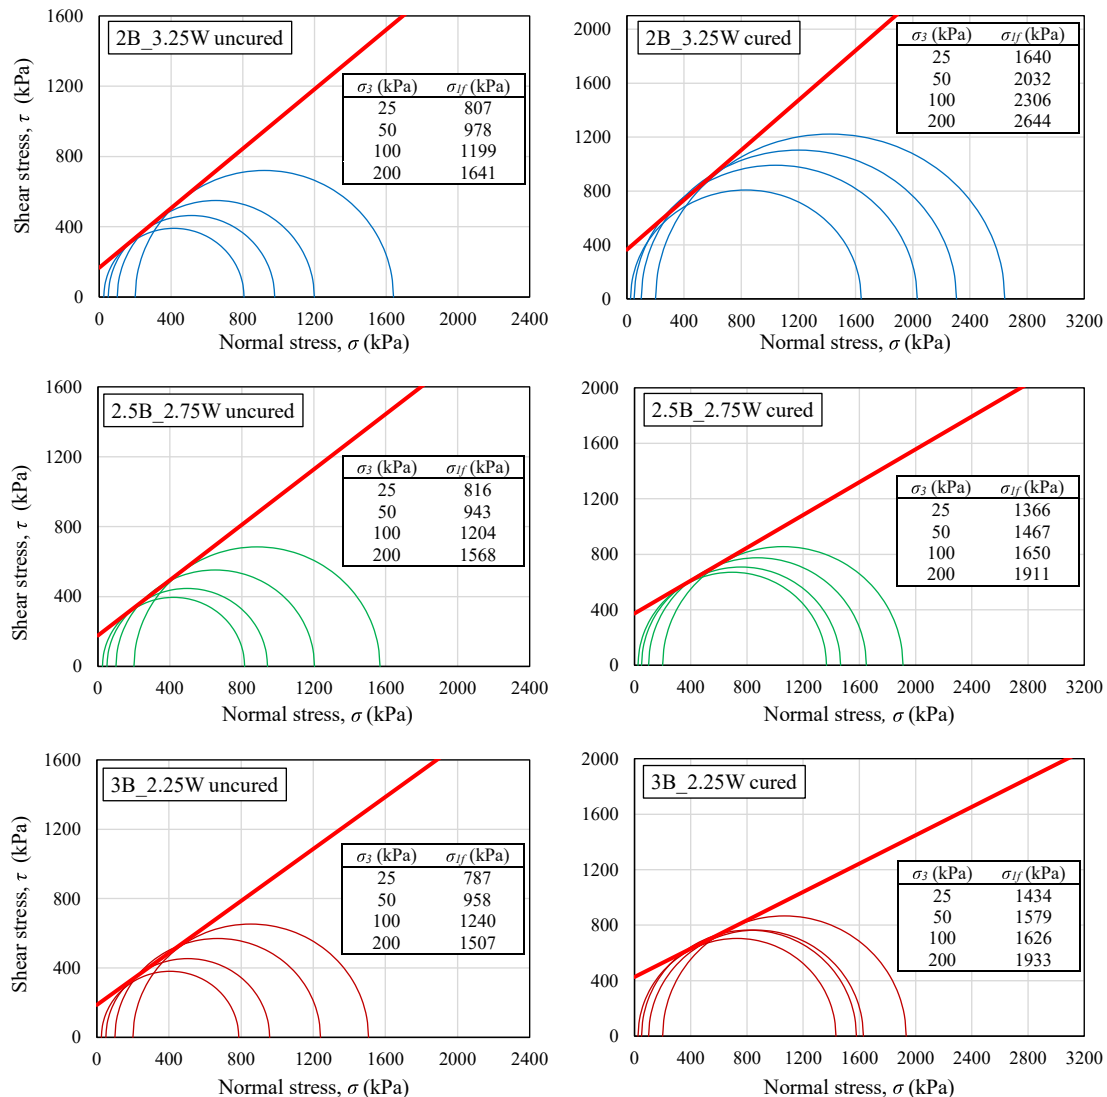 2B_3.25W uncured
σ3 (kPa) σ1f (kPa)
25 807
50 978
100 1199
200 1641
Shear stress, τ (kPa)
1600
1200
800
400
0
0 400 800 1200 1600 2000 2400
Normal stress, σ (kPa)
2B_3.25W cured
σ3 (kPa) σ1f (kPa)
25 1640
50 2032
100 2306
200 2644
2000
1600
1200
800
400
0
0 400 800 1200 1600 2000 2400 2800 3200
Normal stress, σ (kPa)
2.5B_2.75W uncured
σ3 (kPa) σ1f (kPa)
25 816
50 943
100 1204
200 1568
Shear stress, τ (kPa)
1600
1200
800
400
0
0 400 800 1200 1600 2000 2400
Normal stress, σ (kPa)
2.5B_2.75W cured
σ3 (kPa) σ1f (kPa)
25 1366
50 1467
100 1650
200 1911
2000
1600
1200
800
400
0
0 400 800 1200 1600 2000 2400 2800 3200
Normal stress, σ (kPa)
3B_2.25W uncured
σ3 (kPa) σ1f (kPa)
25 787
50 958
100 1240
200 1507
Shear stress, τ (kPa)
1600
1200
800
400
0
0 400 800 1200 1600 2000 2400
Normal stress, σ (kPa)
3B_2.25W cured
σ3 (kPa) σ1f (kPa)
25 1434
50 1579
100 1626
200 1933
2000
1600
1200
800
400
0
0 400 800 1200 1600 2000 2400 2800 3200
Normal stress, σ (kPa)